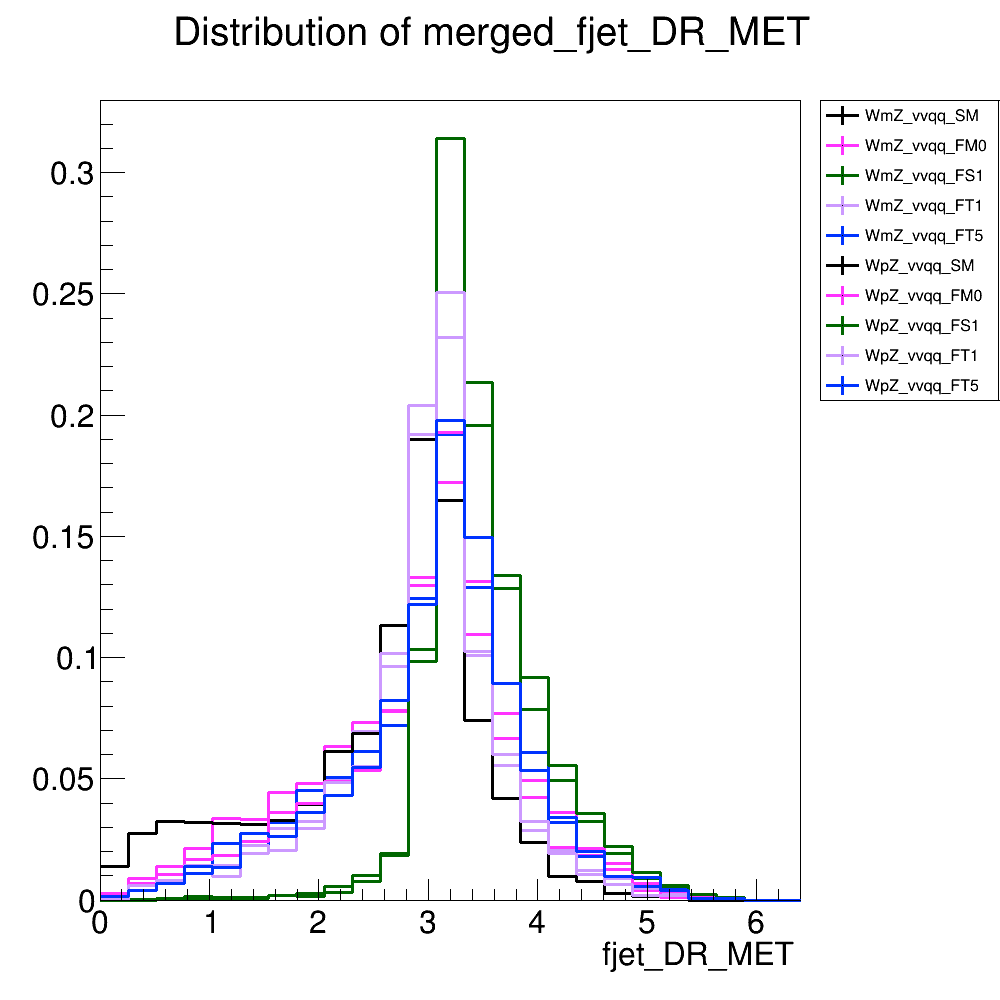 Distribution of merged_fjet_DR_MET
WmZ_vvqq_SM
WmZ_vvqq_FM0
WmZ_vvqq_FS1
WmZ_vvqq_FT1
WmZ_vvqq_FT5
WpZ_vvqq_SM
WpZ_vvqq_FM0
WpZ_vvqq_FS1
WpZ_vvqq_FT1
WpZ_vvqq_FT5
0.3
0.25
0.2
0.15
0.1
0.05
0
0 1 2 3 4 5 6
fjet_DR_MET